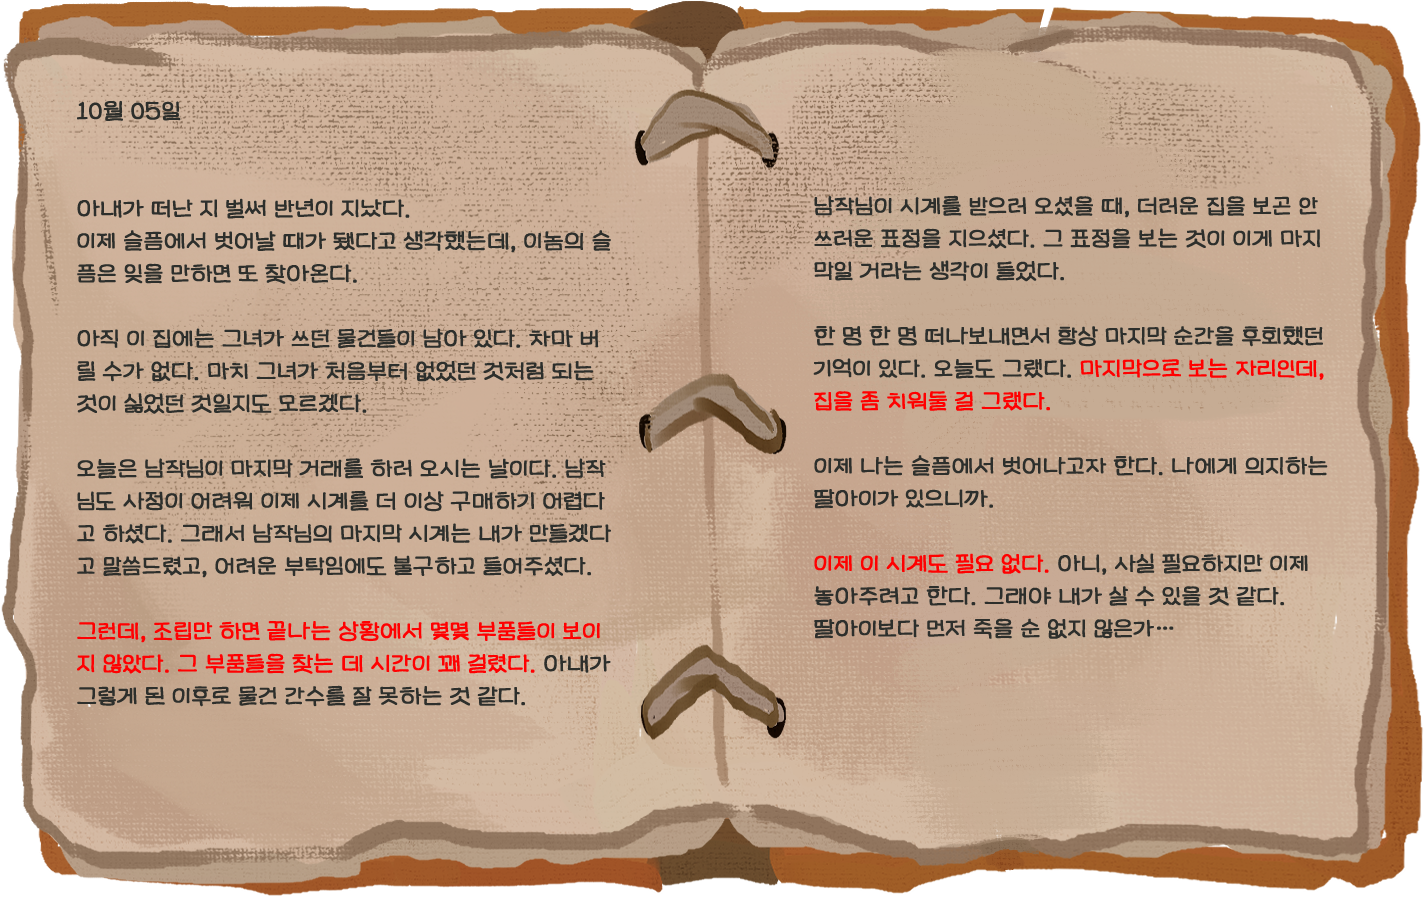 10월 05일
아내가 떠난 지 벌써 반년이 지났다.
이제 슬픔에서 벗어날 때가 됐다고 생각했는데, 이놈의 슬
픔은 잊을 만하면 또 찾아온다.
아직 이 집에는 그녀가 쓰던 물건들이 남아 있다. 차마 버
릴 수가 없다. 마치 그녀가 처음부터 없었던 것처럼 되는
것이 싫었던 것일지도 모르겠다.
오늘은 남작님이 마지막 거래를 하러 오시는 날이다. 남작
님도 사정이 어려워 이제 시계를 더 이상 구매하기 어렵다
고 하셨다. 그래서 남작님의 마지막 시계는 내가 만들겠다
고 말씀드렸고, 어려운 부탁임에도 불구하고 들어주셨다.
그런데, 조립만 하면 끝나는 상황에서 몇몇 부품들이 보이
지 않았다. 그 부품들을 찾는 데 시간이 꽤 걸렸다. 아내가
그렇게 된 이후로 물건 간수를 잘 못하는 것 같다.
남작님이 시계를 받으러 오셨을 때, 더러운 집을 보곤 안
쓰러운 표정을 지으셨다. 그 표정을 보는 것이 이게 마지
막일 거라는 생각이 들었다.
한 명 한 명 떠나보내면서 항상 마지막 순간을 후회했던
기억이 있다. 오늘도 그랬다. 마지막으로 보는 자리인데,
집을 좀 치워둘 걸 그랬다.
이제 나는 슬픔에서 벗어나고자 한다. 나에게 의지하는
딸아이가 있으니까.
이제 이 시계도 필요 없다. 아니, 사실 필요하지만 이제
놓아주려고 한다. 그래야 내가 살 수 있을 것 같다.
딸아이보다 먼저 죽을 순 없지 않은가…